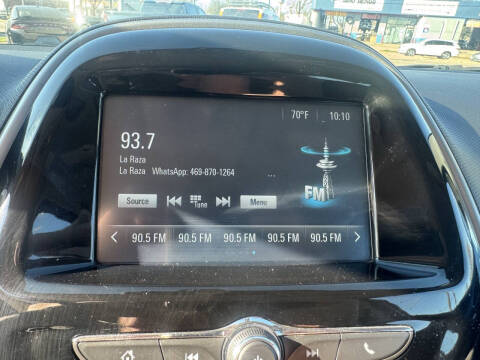 70°F 10:10
93.7
La Raza
La Raza WhatsApp: 469-870-1264 ...
FM
Source Tune Menu
90.5 FM 90.5 FM 90.5 FM 90.5 FM 90.5 FM